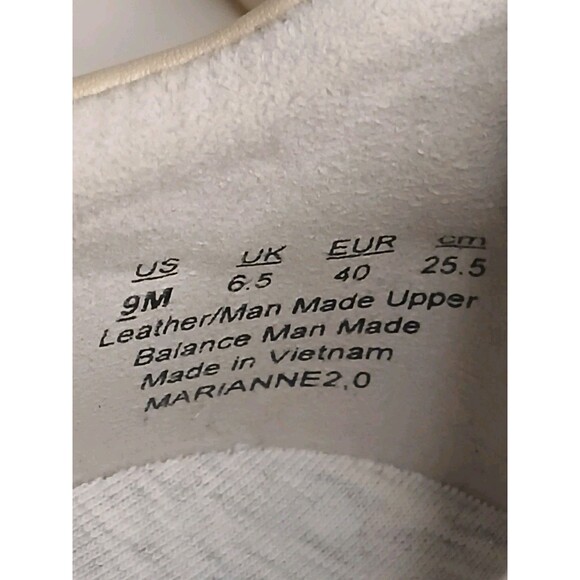 US UK EUR cm
9M 6.5 40 25.5
Leather/Man Made Upper
Balance Man Made
Made in Vietnam
MARIANNE2.0